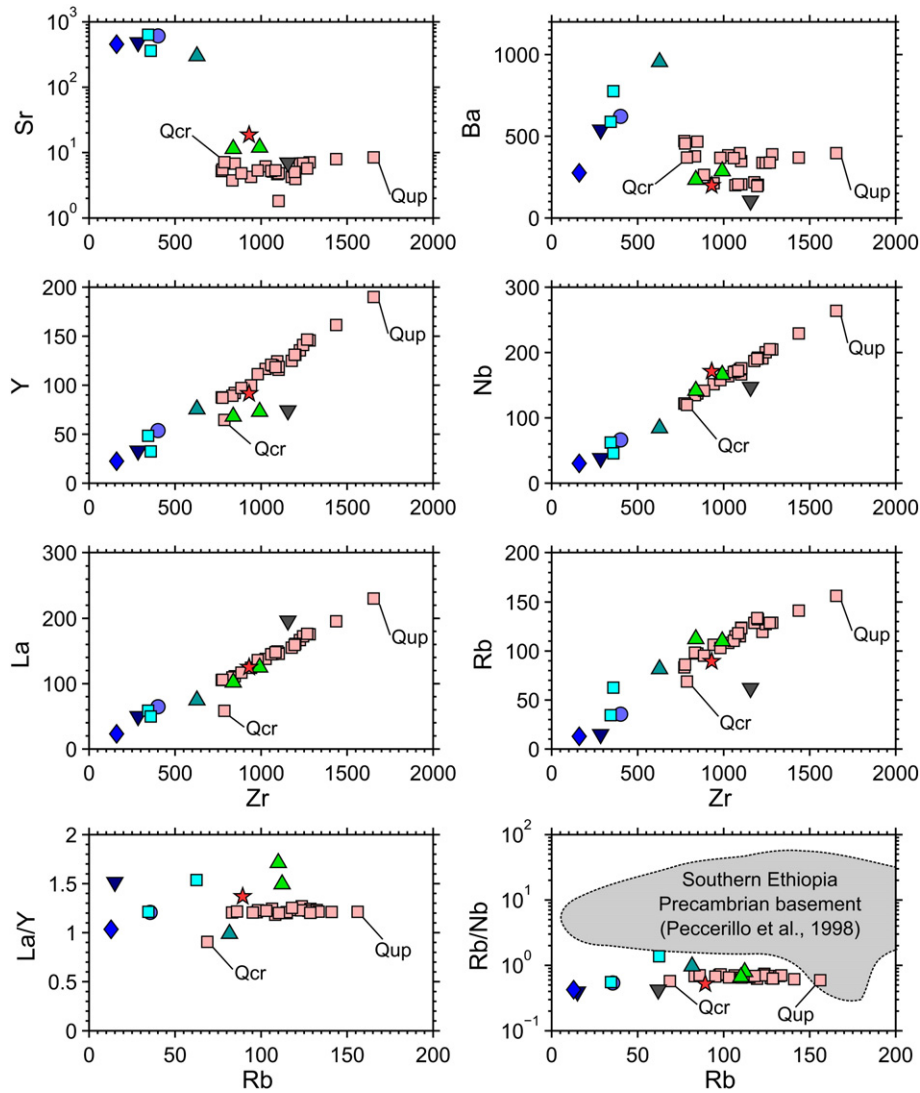 10³
10²
10¹
10⁰
Sr
Qcr
Qup
0 500 1000 1500 2000
1000
500
0
Ba
Qcr
Qup
0 500 1000 1500 2000
200
150
100
50
0
Y
Qup
Qcr
0 500 1000 1500 2000
300
200
100
0
Nb
Qup
Qcr
0 500 1000 1500 2000
300
200
100
0
La
Qup
Qcr
0 500 1000 1500 2000
Zr
200
150
100
50
0
Rb
Qup
Qcr
0 500 1000 1500 2000
Zr
2
1.5
1
0.5
0
La/Y
Qcr
Qup
0 50 100 150 200
Rb
10²
10¹
10⁰
10⁻¹
Rb/Nb
Southern Ethiopia
Precambrian basement
(Peccerillo et al., 1998)
Qcr
Qup
0 50 100 150 200
Rb